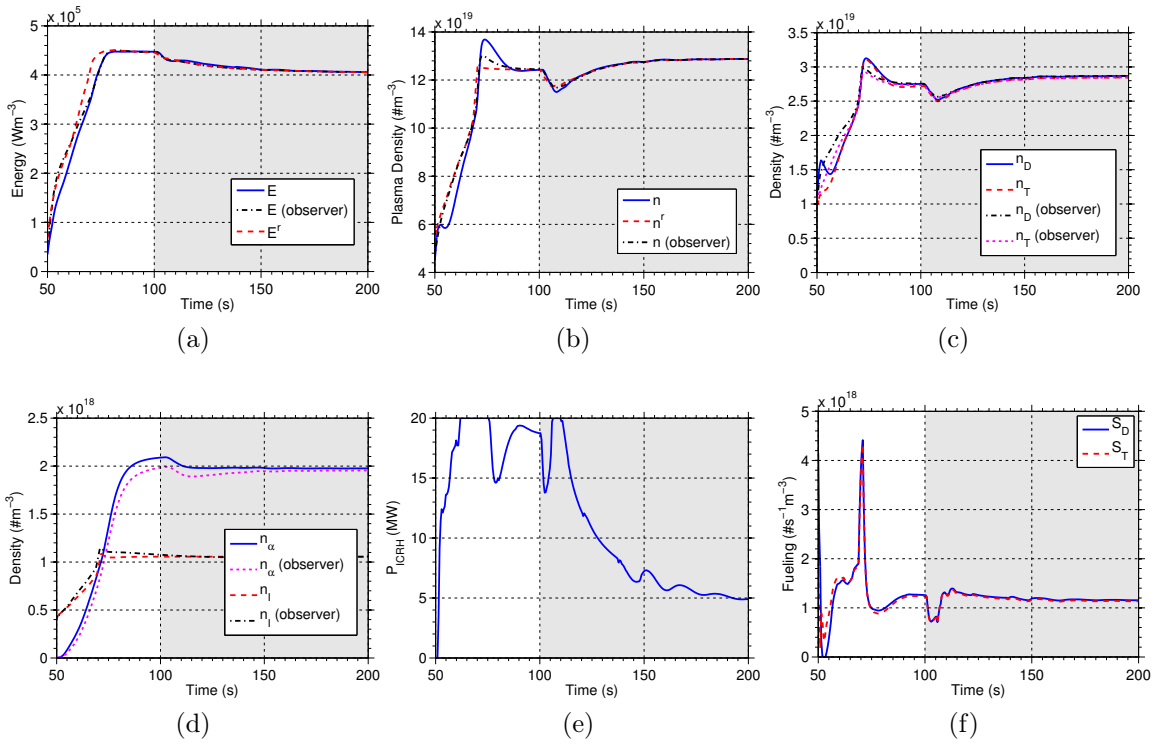 x 10^5
5
4
3
2
1
0
Energy (Wm^-3)
50 100 150 200
Time (s)
E
E (observer)
E^r
(a)
x 10^19
14
12
10
8
6
4
Plasma Density (#m^-3)
50 100 150 200
Time (s)
n
n^r
n (observer)
(b)
x 10^19
3.5
3
2.5
2
1.5
1
0.5
0
Density (#m^-3)
50 100 150 200
Time (s)
n_D
n_T
n_D (observer)
n_T (observer)
(c)
x 10^18
2.5
2
1.5
1
0.5
0
Density (#m^-3)
50 100 150 200
Time (s)
n_α
n_α (observer)
n_I
n_I (observer)
(d)
20
15
10
5
0
P_ICRH (MW)
50 100 150 200
Time (s)
(e)
x 10^18
5
4
3
2
1
0
Fueling (#s^-1m^-3)
50 100 150 200
Time (s)
S_D
S_T
(f)